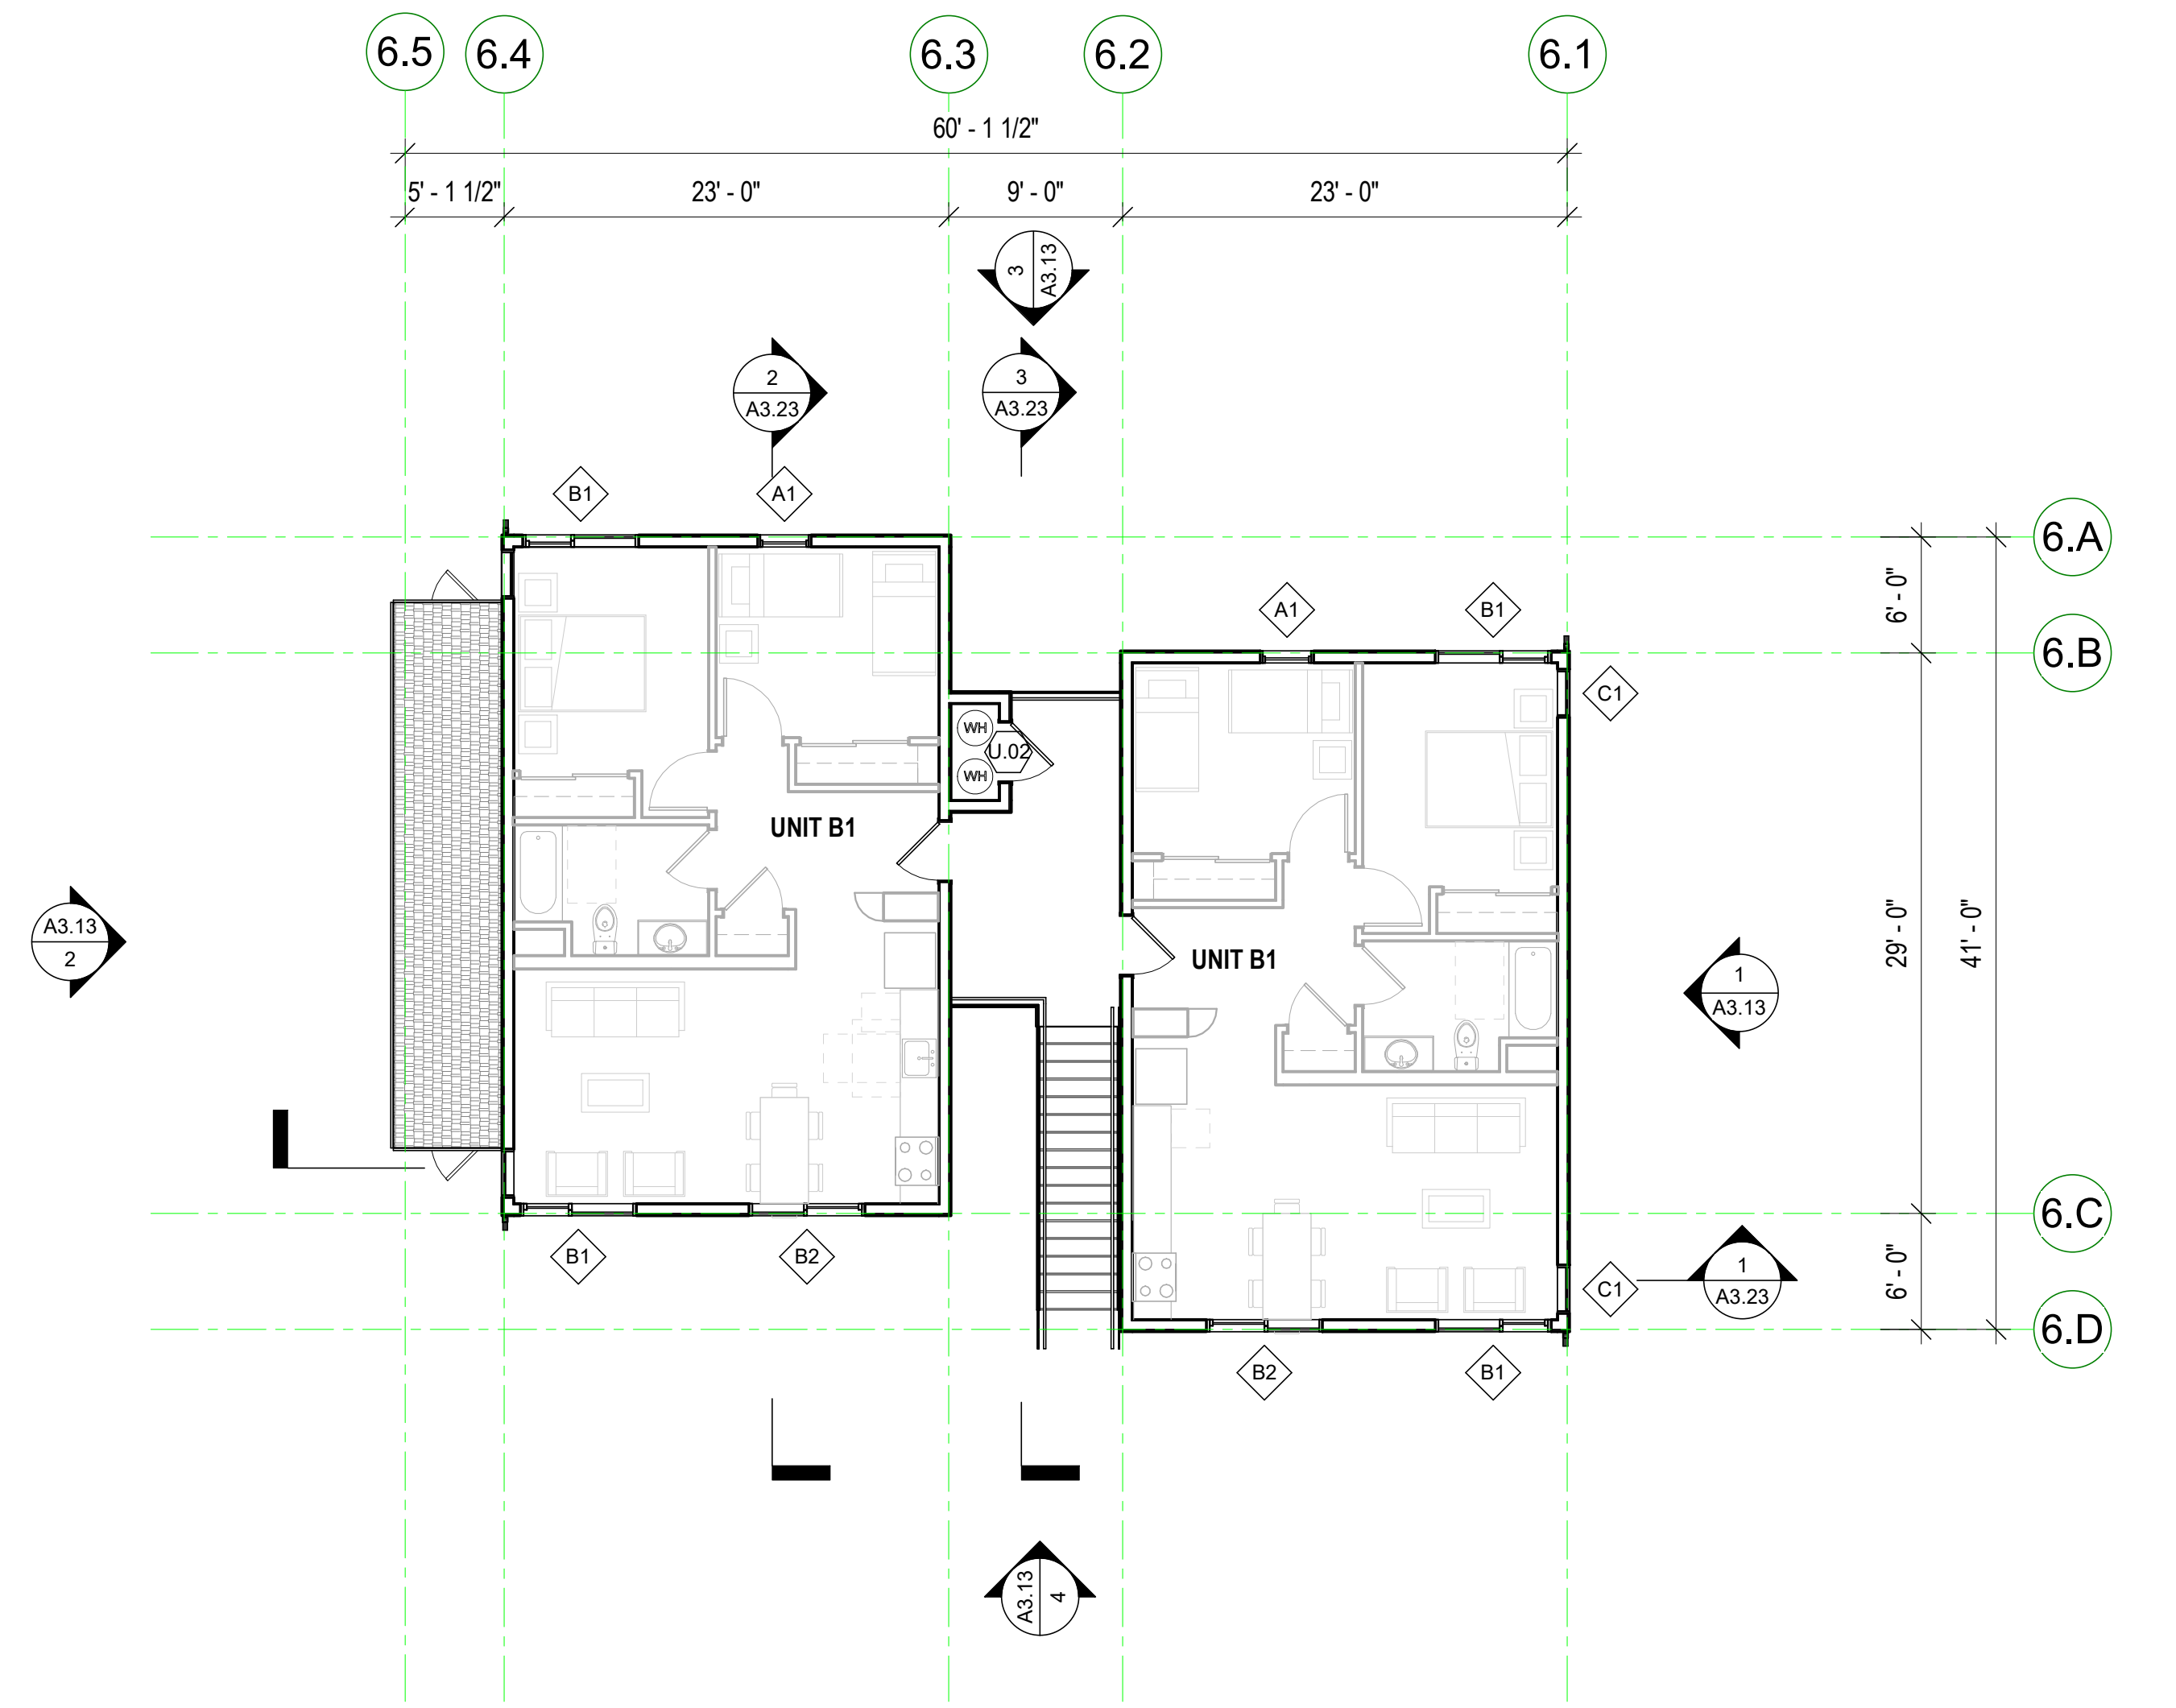 6.5 6.4 6.3 6.2 6.1
60' - 1 1/2"
5' - 1 1/2" 23' - 0" 9' - 0" 23' - 0"
3
A3.13
2
A3.23
3
A3.23
B1 A1
6.A
6' - 0"
A1 B1
6.B
C1
WH
U.02
WH
UNIT B1
A3.13
2
UNIT B1
29' - 0"
41' - 0"
1
A3.13
6.C
B1 B2
6' - 0"
C1
1
A3.23
6.D
B2 B1
A3.13
4